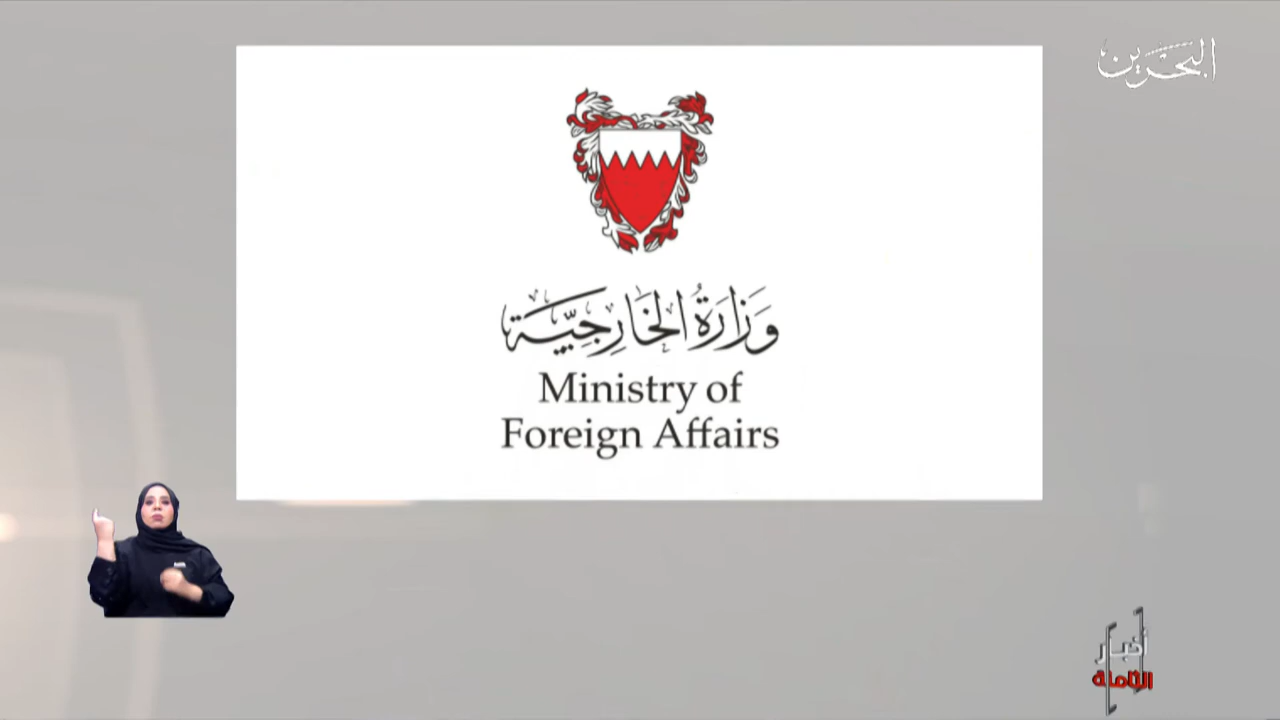 البحرين
وزارة الخارجية
Ministry of
Foreign Affairs
أخبار
الثامنة